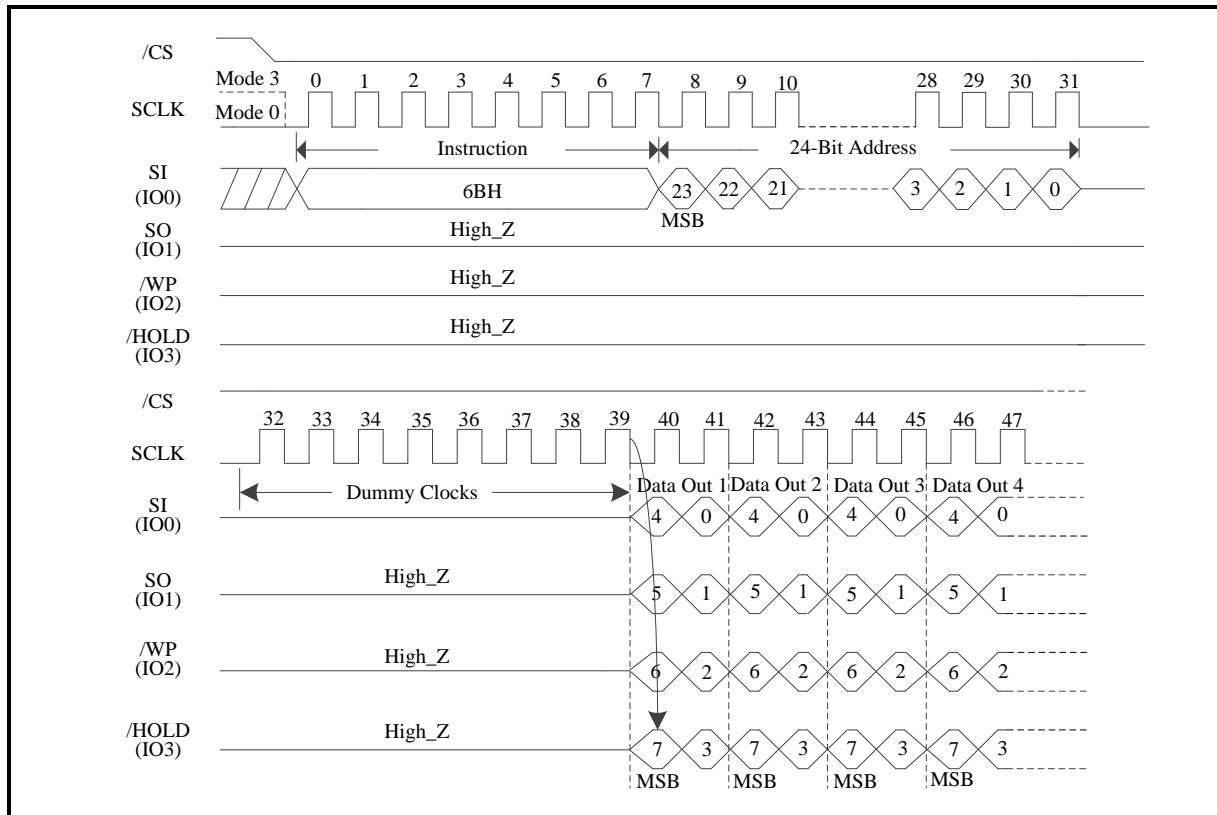 /CS
Mode 3 0 1 2 3 4 5 6 7 8 9 10 28 29 30 31
SCLK Mode 0
Instruction 24-Bit Address
SI
(IO0) 6BH 23 22 21 3 2 1 0
MSB
SO High_Z
(IO1)
/WP High_Z
(IO2)
/HOLD High_Z
(IO3)
/CS
32 33 34 35 36 37 38 39 40 41 42 43 44 45 46 47
SCLK
Dummy Clocks Data Out 1 Data Out 2 Data Out 3 Data Out 4
SI
(IO0) 4 0 4 0 4 0 4 0
SO High_Z
(IO1) 5 1 5 1 5 1 5 1
/WP High_Z
(IO2) 6 2 6 2 6 2 6 2
/HOLD High_Z
(IO3) 7 3 7 3 7 3 7 3
MSB MSB MSB MSB